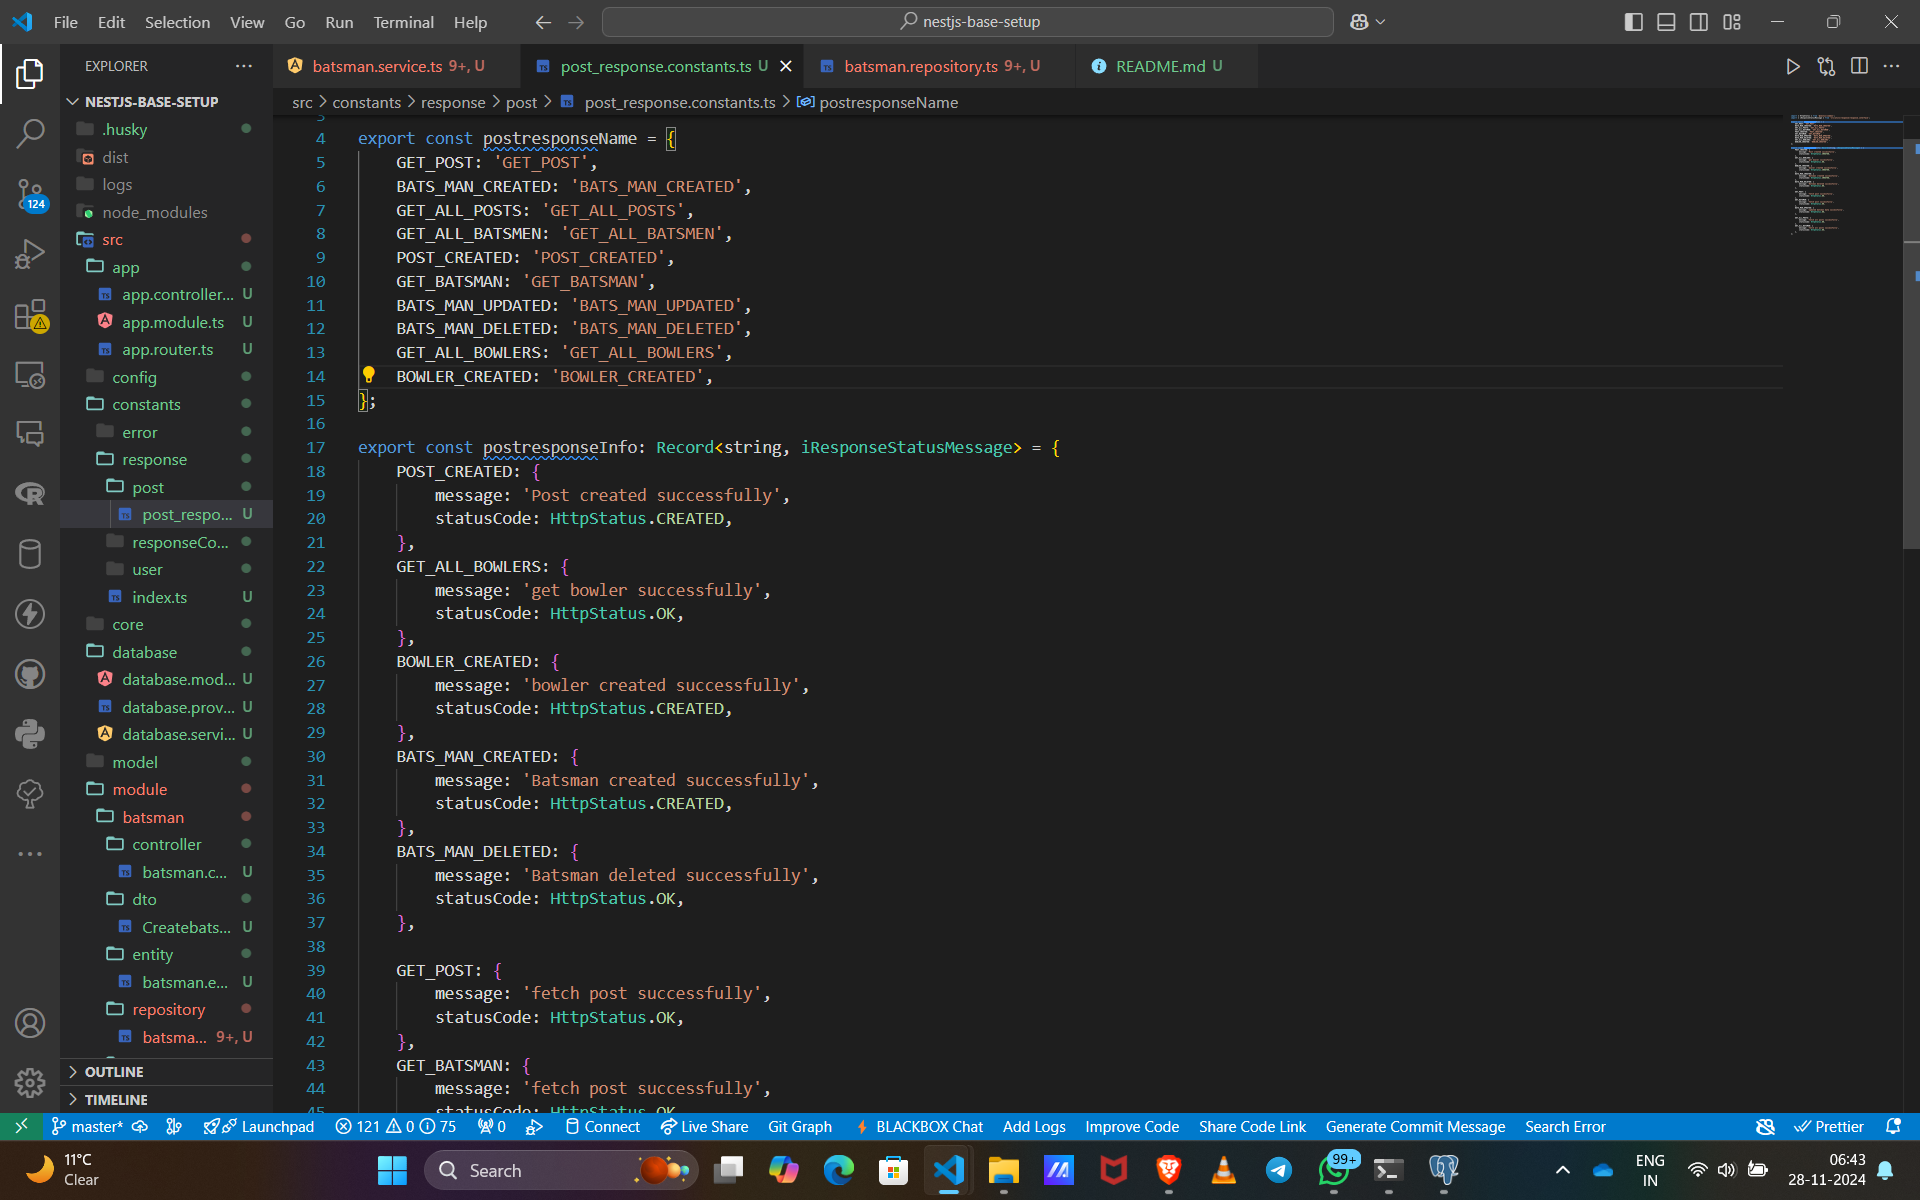 File Edit Selection View Go Run Terminal Help
nestjs-base-setup
EXPLORER
NESTJS-BASE-SETUP
.husky
dist
logs
node_modules
src
app
app.controller... U
app.module.ts U
app.router.ts U
config
constants
error
response
post
post_respo... U
responseCo...
user
index.ts U
core
database
database.mod... U
database.prov... U
database.servi... U
model
module
batsman
controller
batsman.c... U
dto
Createbats... U
entity
batsman.e... U
repository
batsma... 9+, U
OUTLINE
TIMELINE
124
batsman.service.ts 9+, U
post_response.constants.ts U
batsman.repository.ts 9+, U
README.md U
src > constants > response > post > post_response.constants.ts > postresponseName
3
4 export const postresponseName = {
5 GET_POST: 'GET_POST',
6 BATS_MAN_CREATED: 'BATS_MAN_CREATED',
7 GET_ALL_POSTS: 'GET_ALL_POSTS',
8 GET_ALL_BATSMEN: 'GET_ALL_BATSMEN',
9 POST_CREATED: 'POST_CREATED',
10 GET_BATSMAN: 'GET_BATSMAN',
11 BATS_MAN_UPDATED: 'BATS_MAN_UPDATED',
12 BATS_MAN_DELETED: 'BATS_MAN_DELETED',
13 GET_ALL_BOWLERS: 'GET_ALL_BOWLERS',
14 BOWLER_CREATED: 'BOWLER_CREATED',
15 };
16
17 export const postresponseInfo: Record<string, iResponseStatusMessage> = {
18 POST_CREATED: {
19 message: 'Post created successfully',
20 statusCode: HttpStatus.CREATED,
21 },
22 GET_ALL_BOWLERS: {
23 message: 'get bowler successfully',
24 statusCode: HttpStatus.OK,
25 },
26 BOWLER_CREATED: {
27 message: 'bowler created successfully',
28 statusCode: HttpStatus.CREATED,
29 },
30 BATS_MAN_CREATED: {
31 message: 'Batsman created successfully',
32 statusCode: HttpStatus.CREATED,
33 },
34 BATS_MAN_DELETED: {
35 message: 'Batsman deleted successfully',
36 statusCode: HttpStatus.OK,
37 },
38
39 GET_POST: {
40 message: 'fetch post successfully',
41 statusCode: HttpStatus.OK,
42 },
43 GET_BATSMAN: {
44 message: 'fetch post successfully',
45 statusCode: HttpStatus.OK
master* Launchpad 121 0 75 0 Connect Live Share Git Graph BLACKBOX Chat Add Logs Improve Code Share Code Link Generate Commit Message Search Error Prettier
11°C
Clear
Search
99+
ENG
IN
06:43
28-11-2024